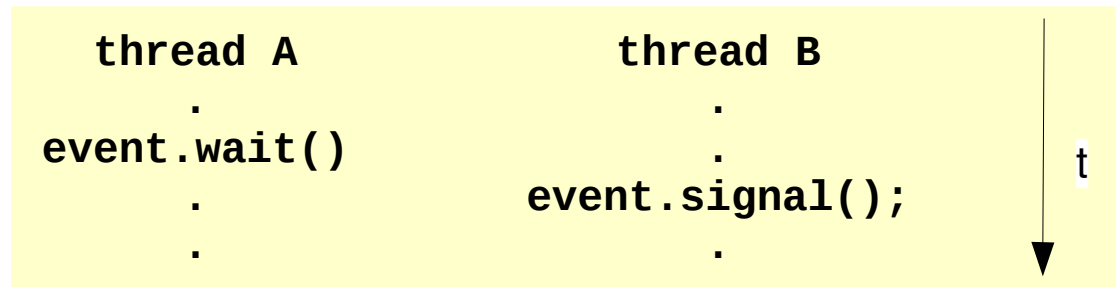 thread A thread B
. .
event.wait() .
. event.signal();
. .
t